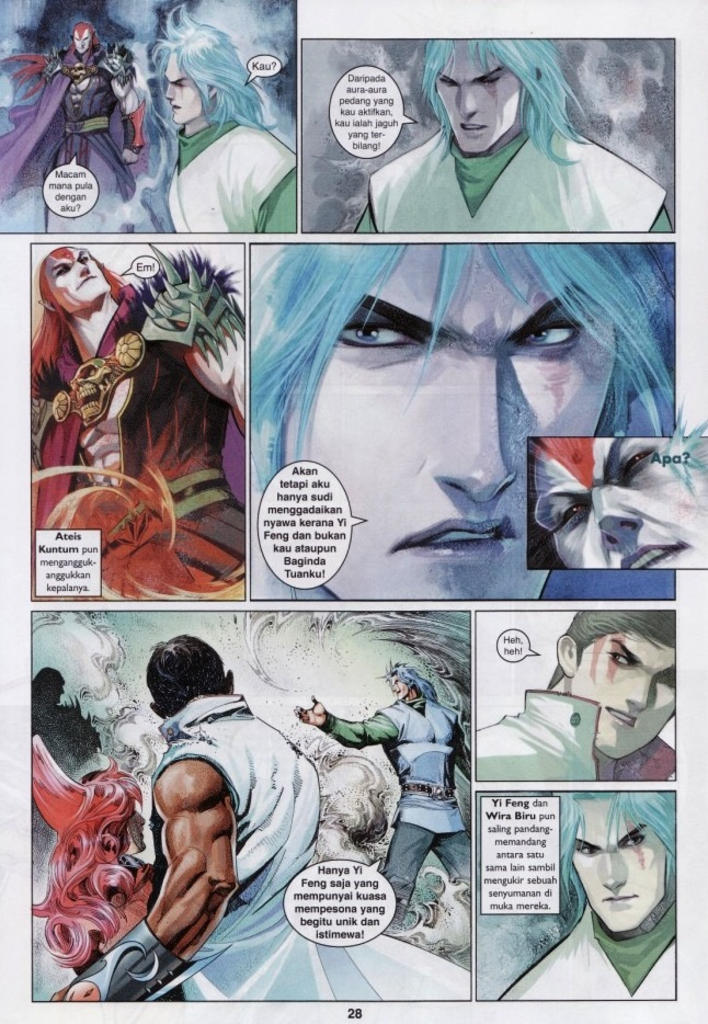 Macam
mana pula
dengan
aku?
Kau?
Daripada
aura-aura
pedang yang
kau aktifkan,
kau ialah jaguh
yang ter-
bilang!
Em!
Ateis
Kuntum pun
mengangguk-
anggukkan
kepalanya.
Akan
tetapi aku
hanya sudi
menggadaikan
nyawa kerana Yi
Feng dan bukan
kau ataupun
Baginda
Tuanku!
Apa?
Hanya Yi
Feng saja yang
mempunyai kuasa
mempesona yang
begitu unik dan
istimewa!
Heh,
heh!
Yi Feng dan
Wira Biru pun
saling pandang-
memandang
antara satu
sama lain sambil
mengukir sebuah
senyumanan di
muka mereka.
28